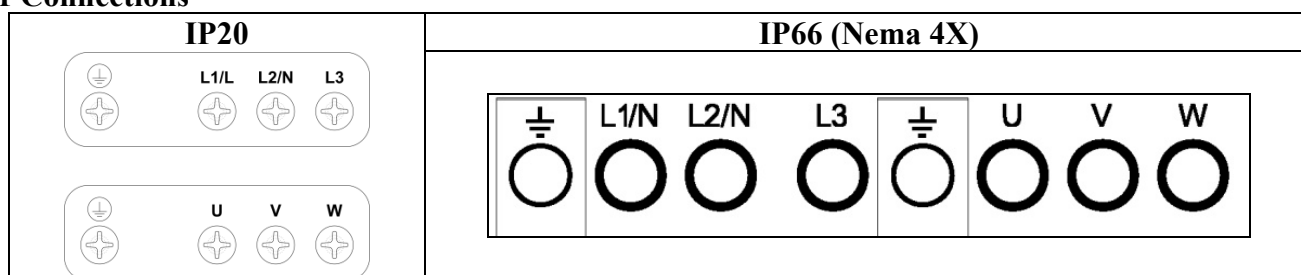 Connections
IP20
IP66 (Nema 4X)
L1/L L2/N L3
U V W
L1/N L2/N L3 U V W